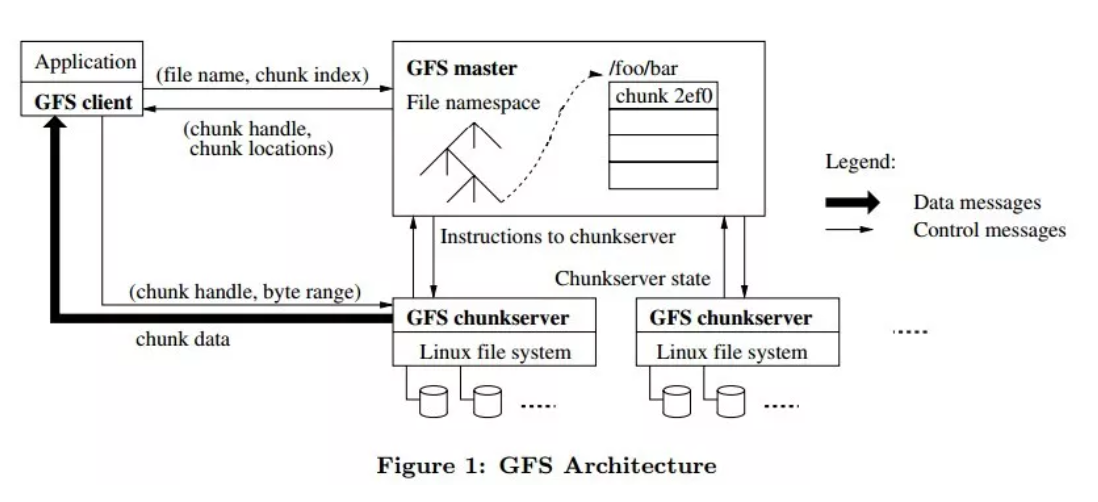 Application
GFS client
(file name, chunk index)
(chunk handle,
chunk locations)
GFS master
File namespace
/foo/bar
chunk 2ef0
Legend:
Data messages
Control messages
Instructions to chunkserver
Chunkserver state
(chunk handle, byte range)
chunk data
GFS chunkserver
Linux file system
GFS chunkserver
Linux file system
Figure 1: GFS Architecture